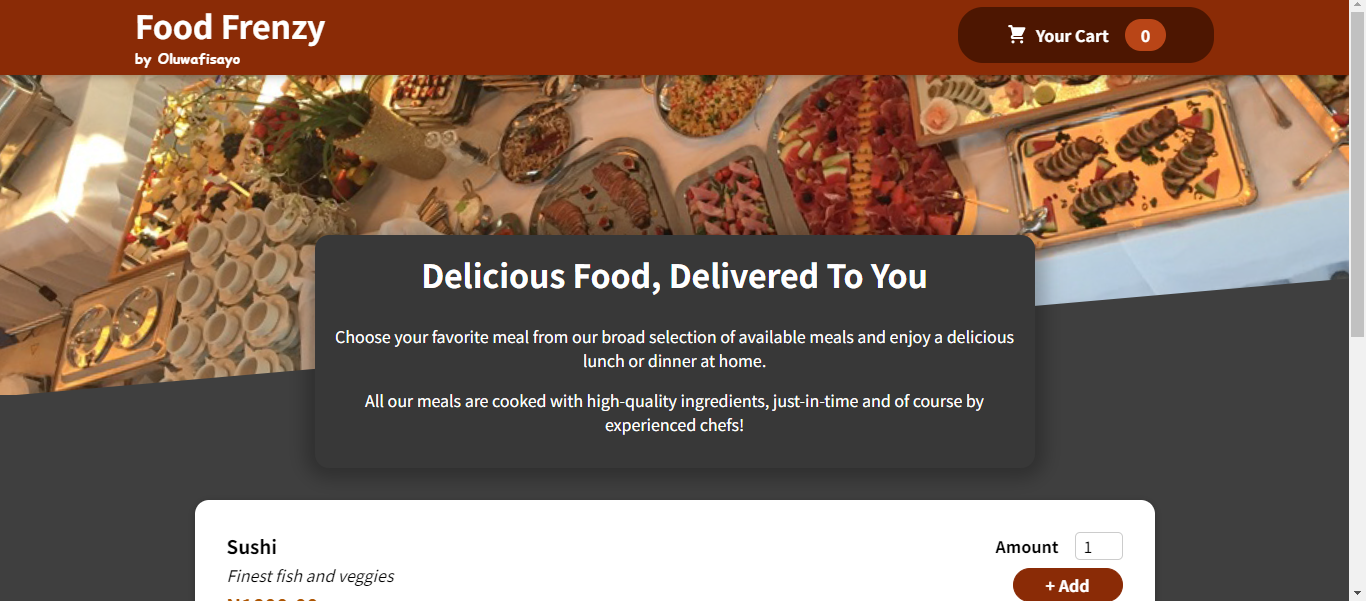 Food Frenzy
by Oluwafisayo
Your Cart 0
Delicious Food, Delivered To You
Choose your favorite meal from our broad selection of available meals and enjoy a delicious
lunch or dinner at home.
All our meals are cooked with high-quality ingredients, just-in-time and of course by
experienced chefs!
Sushi
Amount 1
Finest fish and veggies
+ Add